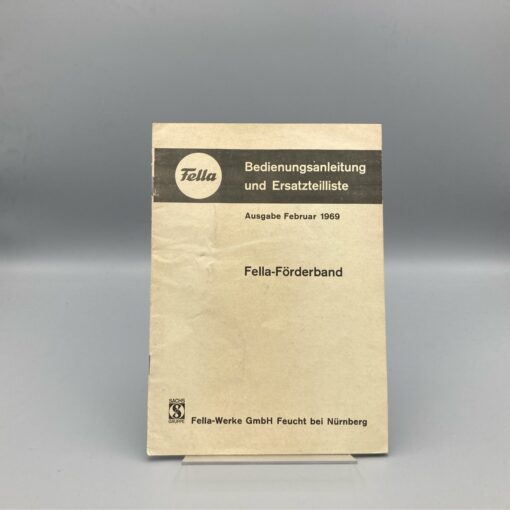 Fella
Bedienungsanleitung
und Ersatzteilliste
Ausgabe Februar 1969
Fella-Förderband
SACHS
GRUPPE
Fella-Werke GmbH Feucht bei Nürnberg